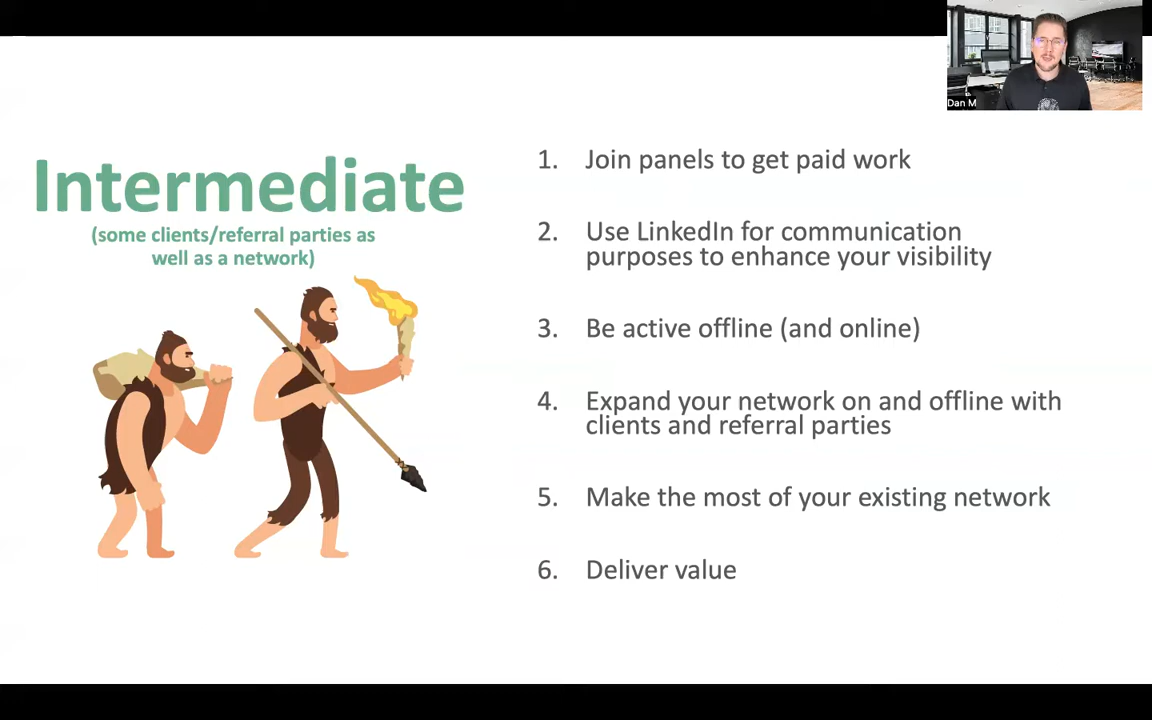 Dan M
Intermediate
(some clients/referral parties as
well as a network)
1. Join panels to get paid work
2. Use LinkedIn for communication
purposes to enhance your visibility
3. Be active offline (and online)
4. Expand your network on and offline with
clients and referral parties
5. Make the most of your existing network
6. Deliver value